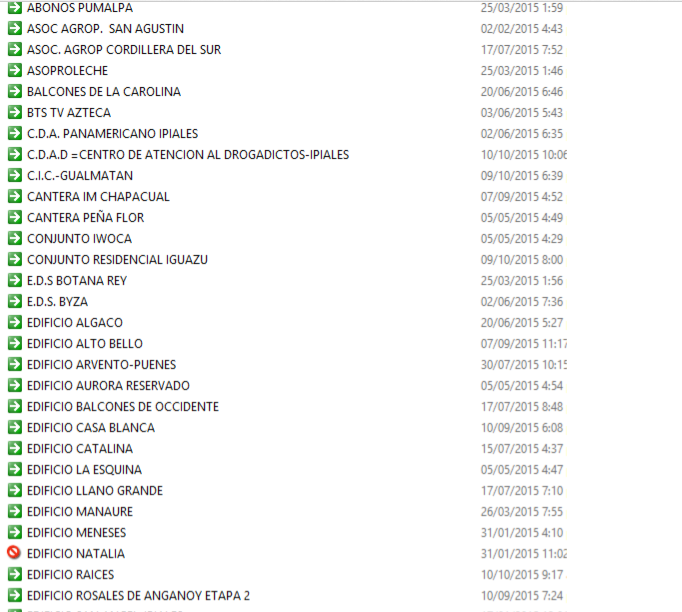 ABONOS PUMALPA 25/03/2015 1:59
ASOC AGROP. SAN AGUSTIN 02/02/2015 4:43
ASOC. AGROP CORDILLERA DEL SUR 17/07/2015 7:52
ASOPROLECHE 25/03/2015 1:46
BALCONES DE LA CAROLINA 20/06/2015 6:46
BTS TV AZTECA 03/06/2015 5:43
C.D.A. PANAMERICANO IPIALES 02/06/2015 6:35
C.D.A.D =CENTRO DE ATENCION AL DROGADICTOS-IPIALES 10/10/2015 10:06
C.I.C.-GUALMATAN 09/10/2015 6:39
CANTERA IM CHAPACUAL 07/09/2015 4:52
CANTERA PEÑA FLOR 05/05/2015 4:49
CONJUNTO IWOCA 05/05/2015 4:29
CONJUNTO RESIDENCIAL IGUAZU 09/10/2015 8:00
E.D.S BOTANA REY 25/03/2015 1:56
E.D.S. BYZA 02/06/2015 7:36
EDIFICIO ALGACO 20/06/2015 5:27
EDIFICIO ALTO BELLO 07/09/2015 11:17
EDIFICIO ARVENTO-PUENES 30/07/2015 10:15
EDIFICIO AURORA RESERVADO 05/05/2015 4:54
EDIFICIO BALCONES DE OCCIDENTE 17/07/2015 8:48
EDIFICIO CASA BLANCA 10/09/2015 6:08
EDIFICIO CATALINA 15/07/2015 4:37
EDIFICIO LA ESQUINA 05/05/2015 4:47
EDIFICIO LLANO GRANDE 17/07/2015 7:10
EDIFICIO MANAURE 26/03/2015 7:55
EDIFICIO MENESES 31/01/2015 4:10
EDIFICIO NATALIA 31/01/2015 11:02
EDIFICIO RAICES 10/10/2015 9:17
EDIFICIO ROSALES DE ANGANOY ETAPA 2 10/09/2015 7:24